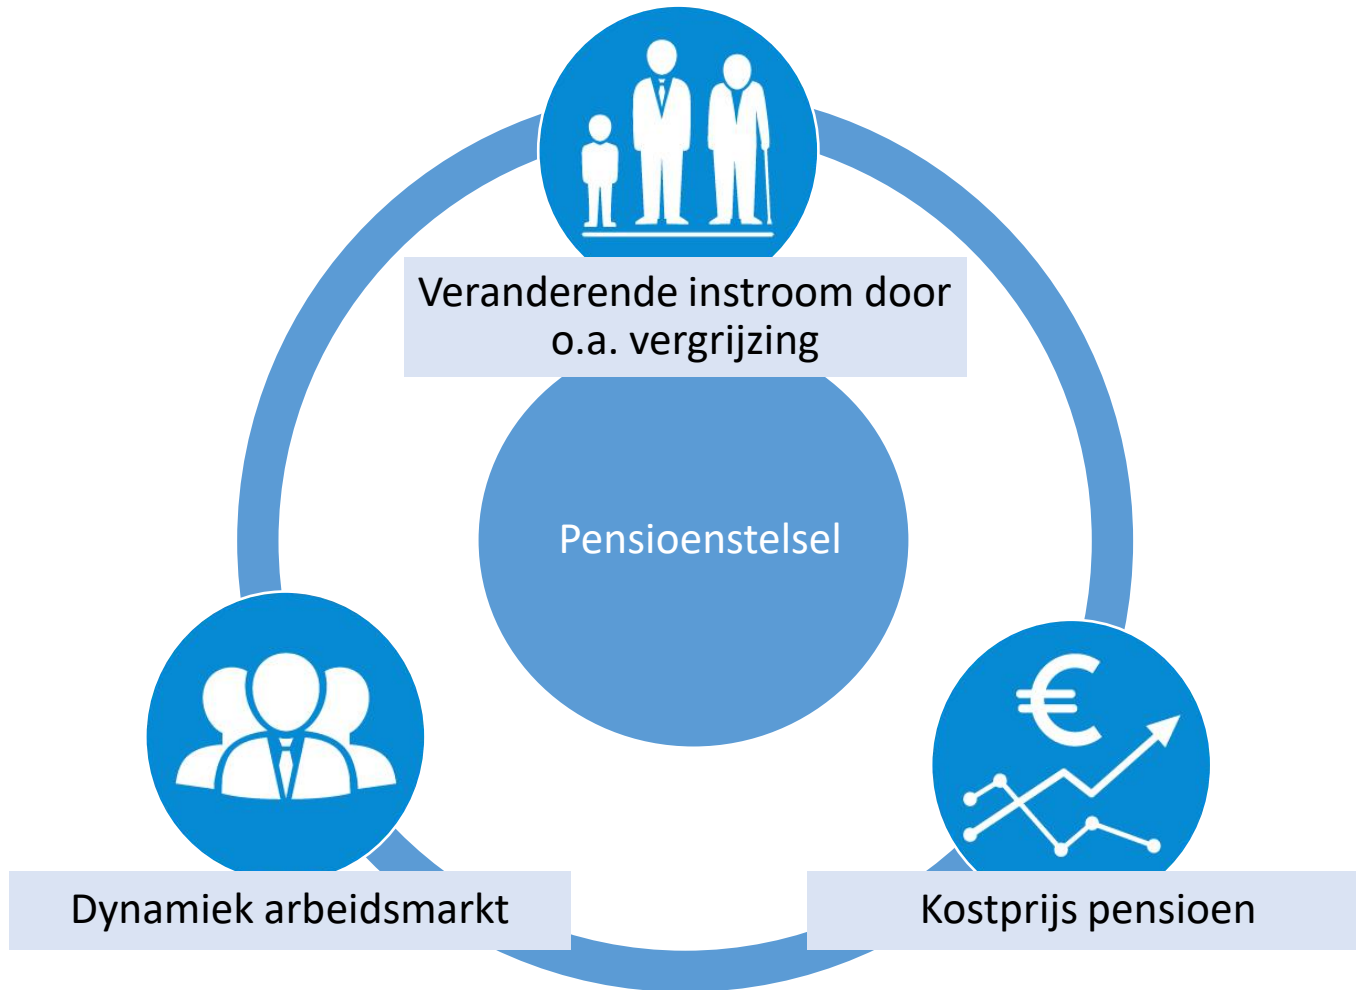 Veranderende instroom door
o.a. vergrijzing
Pensioenstelsel
€
Dynamiek arbeidsmarkt
Kostprijs pensioen